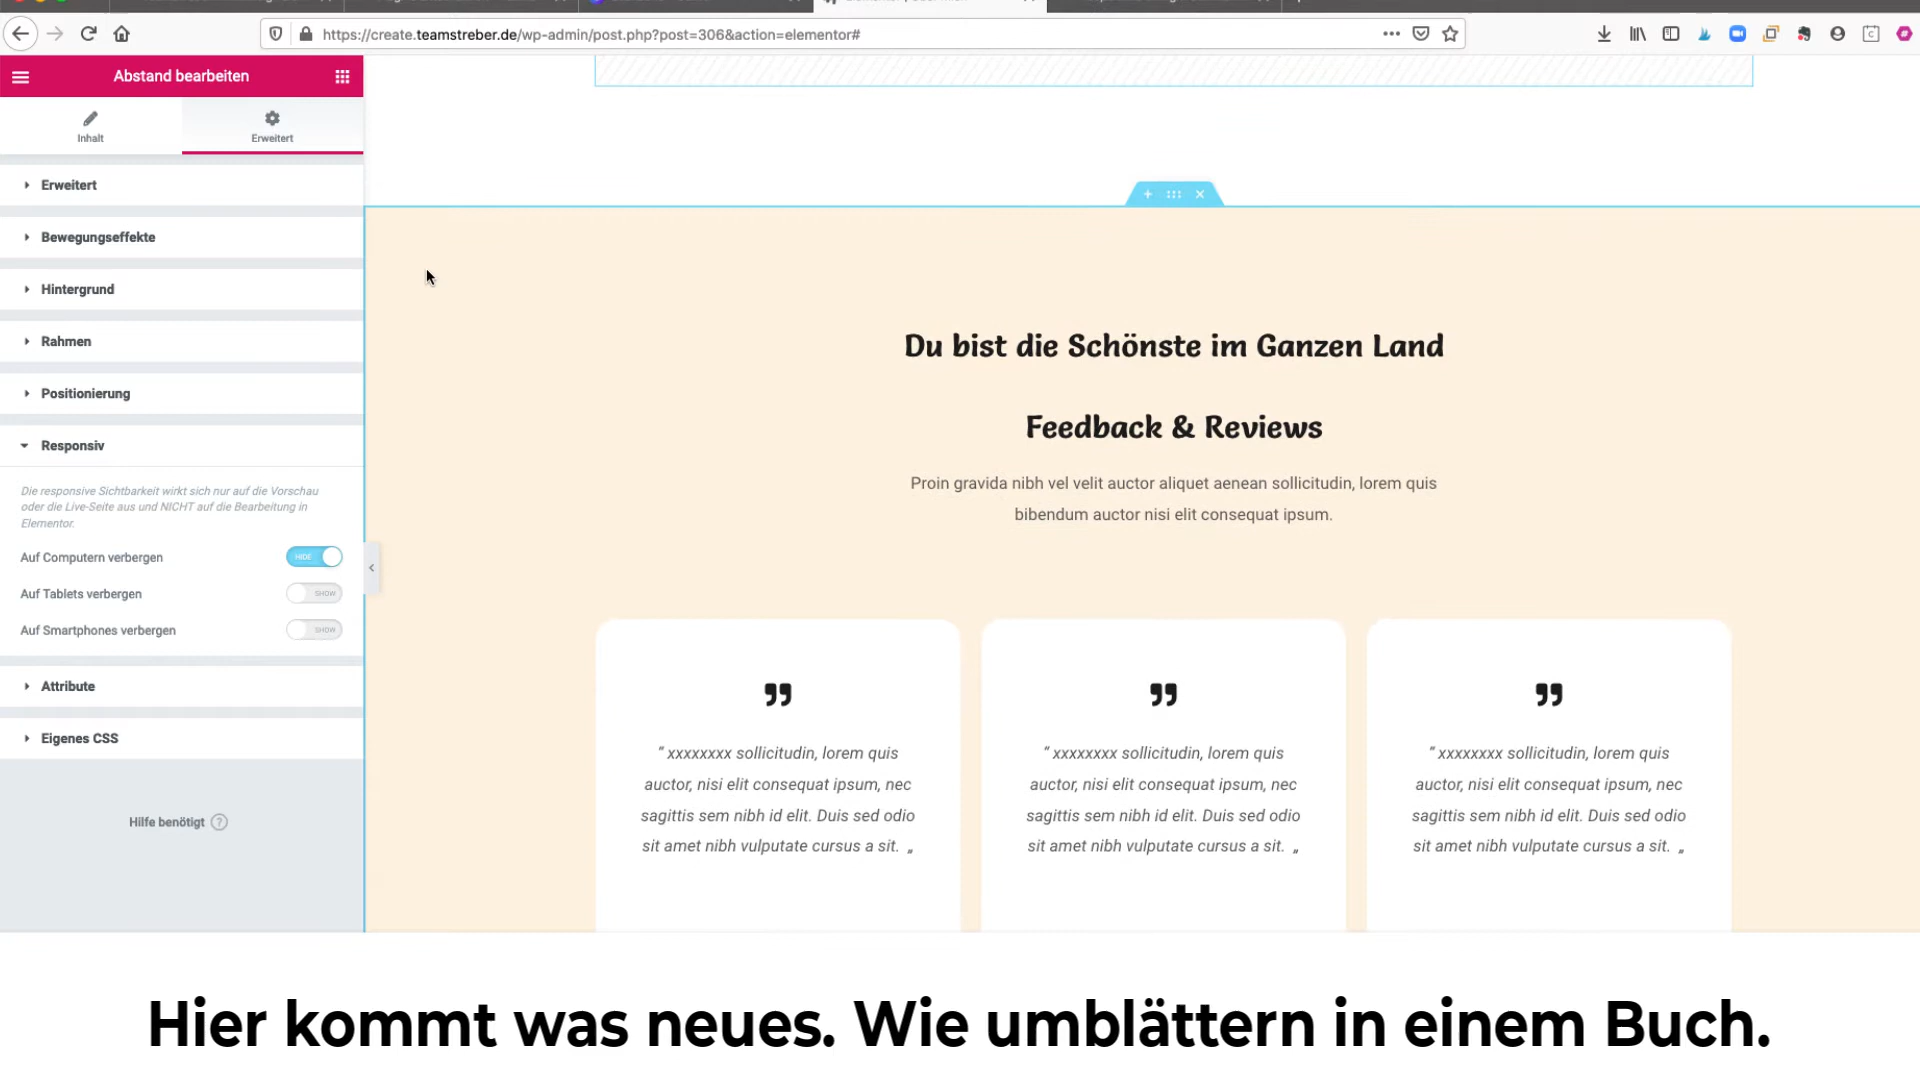 https://create.teamstreber.de/wp-admin/post.php?post=306&action=elementor#
Abstand bearbeiten
Inhalt
Erweitert
Erweitert
Bewegungseffekte
Hintergrund
Rahmen
Positionierung
Responsiv
Die responsive Sichtbarkeit wirkt sich nur auf die Vorschau
oder die Live-Seite aus und NICHT auf die Bearbeitung in
Elementor.
Auf Computern verbergen HIDE
Auf Tablets verbergen SHOW
Auf Smartphones verbergen SHOW
Attribute
Eigenes CSS
Hilfe benötigt ?
Du bist die Schönste im Ganzen Land
Feedback & Reviews
Proin gravida nibh vel velit auctor aliquet aenean sollicitudin, lorem quis
bibendum auctor nisi elit consequat ipsum.
“ xxxxxxxx sollicitudin, lorem quis
auctor, nisi elit consequat ipsum, nec
sagittis sem nibh id elit. Duis sed odio
sit amet nibh vulputate cursus a sit. „
“ xxxxxxxx sollicitudin, lorem quis
auctor, nisi elit consequat ipsum, nec
sagittis sem nibh id elit. Duis sed odio
sit amet nibh vulputate cursus a sit. „
“ xxxxxxxx sollicitudin, lorem quis
auctor, nisi elit consequat ipsum, nec
sagittis sem nibh id elit. Duis sed odio
sit amet nibh vulputate cursus a sit. „
Hier kommt was neues. Wie umblättern in einem Buch.